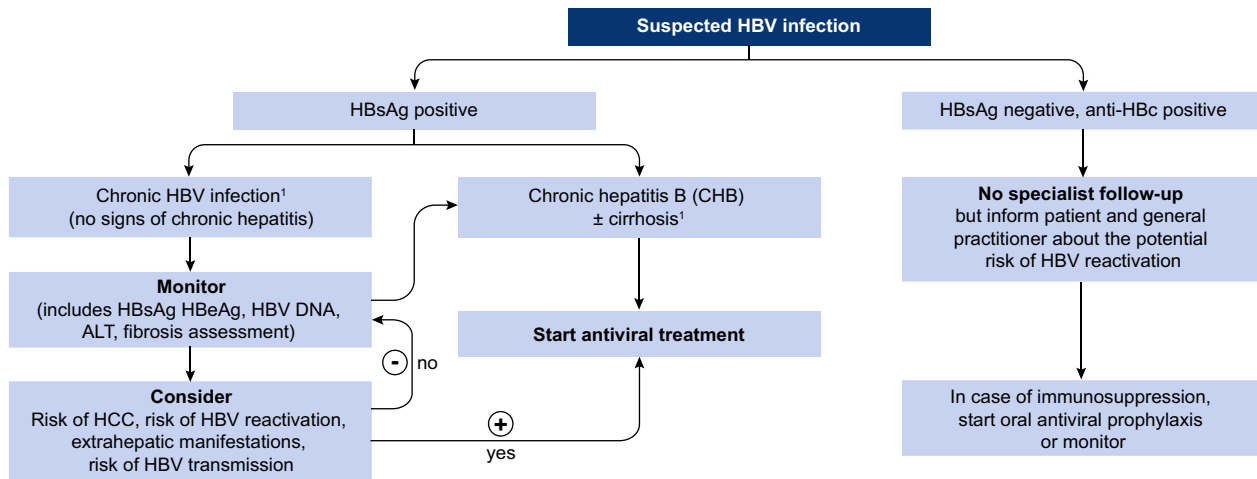 Suspected HBV infection
HBsAg positive
HBsAg negative, anti-HBc positive
Chronic HBV infection¹
(no signs of chronic hepatitis)
Chronic hepatitis B (CHB)
± cirrhosis¹
No specialist follow-up
but inform patient and general
practitioner about the potential
risk of HBV reactivation
Monitor
(includes HBsAg HBeAg, HBV DNA,
ALT, fibrosis assessment)
Start antiviral treatment
- no
Consider
Risk of HCC, risk of HBV reactivation,
extrahepatic manifestations,
risk of HBV transmission
+
yes
In case of immunosuppression,
start oral antiviral prophylaxis
or monitor